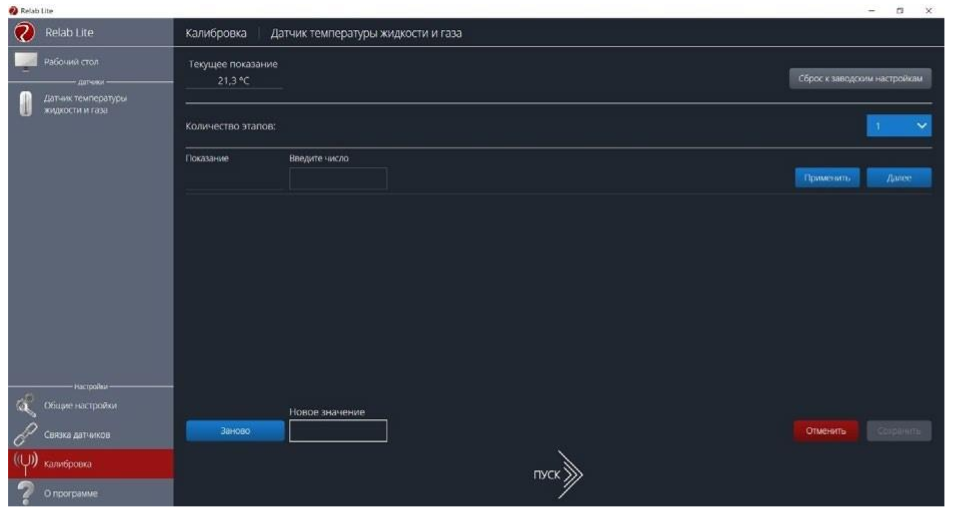 Relab Lite
Relab Lite
Рабочий стол
Датчики
Датчик температуры
жидкости и газа
Настройки
Общие настройки
Связка датчиков
Калибровка
О программе
Калибровка | Датчик температуры жидкости и газа
Текущее показание
21,3 °C
Сброс к заводским настройкам
Количество этапов:
1
Показание
Введите число
Применить
Далее
Новое значение
Заново
Отменить
Сохранить
ПУСК